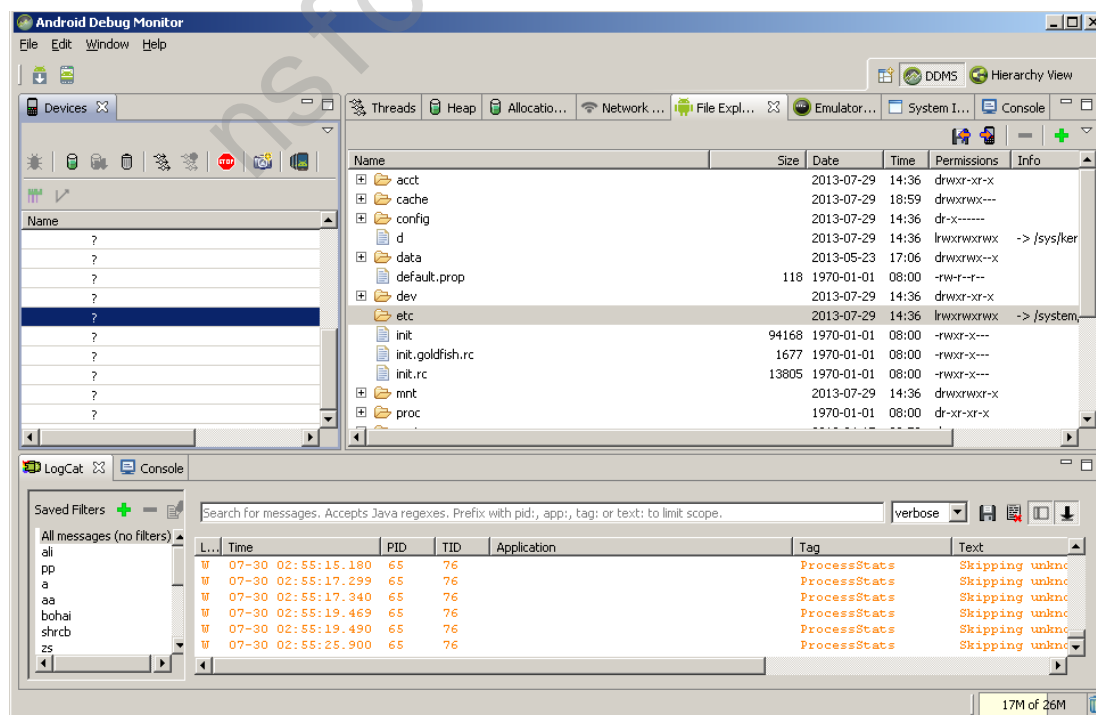 Android Debug Monitor
File Edit Window Help
DDMS Hierarchy View
Devices
Threads Heap Allocatio... Network ... File Expl... Emulator... System I... Console
Name Size Date Time Permissions Info
acct 2013-07-29 14:36 drwxr-xr-x
cache 2013-07-29 18:59 drwxrwx---
config 2013-07-29 14:36 dr-x------
d 2013-07-29 14:36 lrwxrwxrwx -> /sys/ker
data 2013-05-23 17:06 drwxrwx--x
default.prop 118 1970-01-01 08:00 -rw-r--r--
dev 2013-07-29 14:36 drwxr-xr-x
etc 2013-07-29 14:36 lrwxrwxrwx -> /system,
init 94168 1970-01-01 08:00 -rwxr-x---
init.goldfish.rc 1677 1970-01-01 08:00 -rwxr-x---
init.rc 13805 1970-01-01 08:00 -rwxr-x---
mnt 2013-07-29 14:36 drwxrwxr-x
proc 1970-01-01 08:00 dr-xr-xr-x
Name
?
?
?
?
?
?
?
?
?
?
LogCat Console
Saved Filters
All messages (no filters)
ali
pp
a
aa
bohai
shrcb
zs
Search for messages. Accepts Java regexes. Prefix with pid:, app:, tag: or text: to limit scope. verbose
L... Time PID TID Application Tag Text
W 07-30 02:55:15.180 65 76 ProcessStats Skipping unknc
W 07-30 02:55:17.299 65 76 ProcessStats Skipping unknc
W 07-30 02:55:17.340 65 76 ProcessStats Skipping unknc
W 07-30 02:55:19.469 65 76 ProcessStats Skipping unknc
W 07-30 02:55:19.490 65 76 ProcessStats Skipping unknc
W 07-30 02:55:25.900 65 76 ProcessStats Skipping unknc
17M of 26M
nsfo